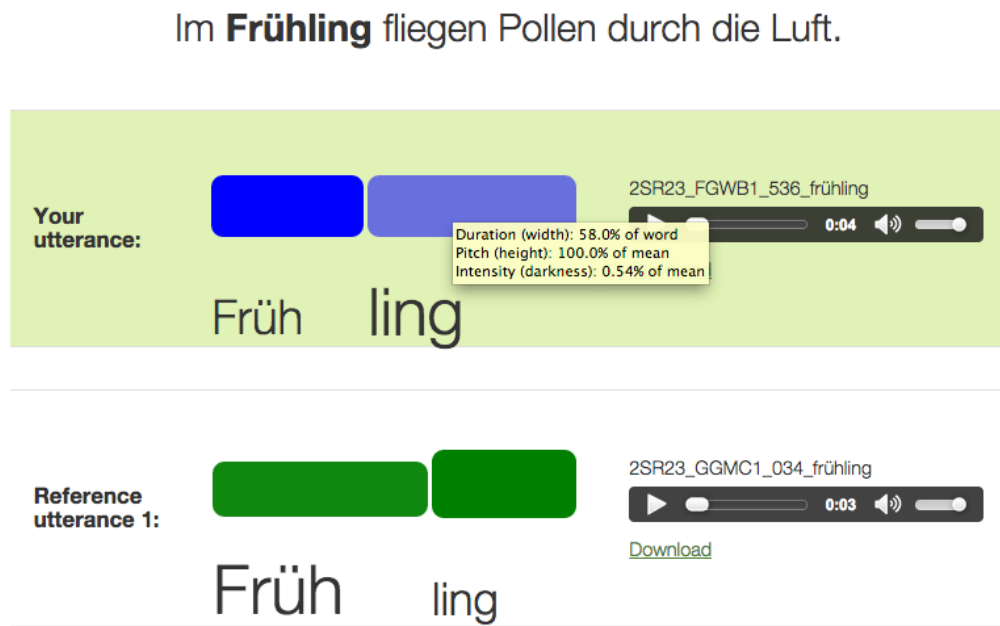 Im Frühling fliegen Pollen durch die Luft.
Your
utterance:
Früh ling
2SR23_FGWB1_536_frühling
0:04
Duration (width): 58.0% of word
Pitch (height): 100.0% of mean
Intensity (darkness): 0.54% of mean
Reference
utterance 1:
Früh ling
2SR23_GGMC1_034_frühling
0:03
Download